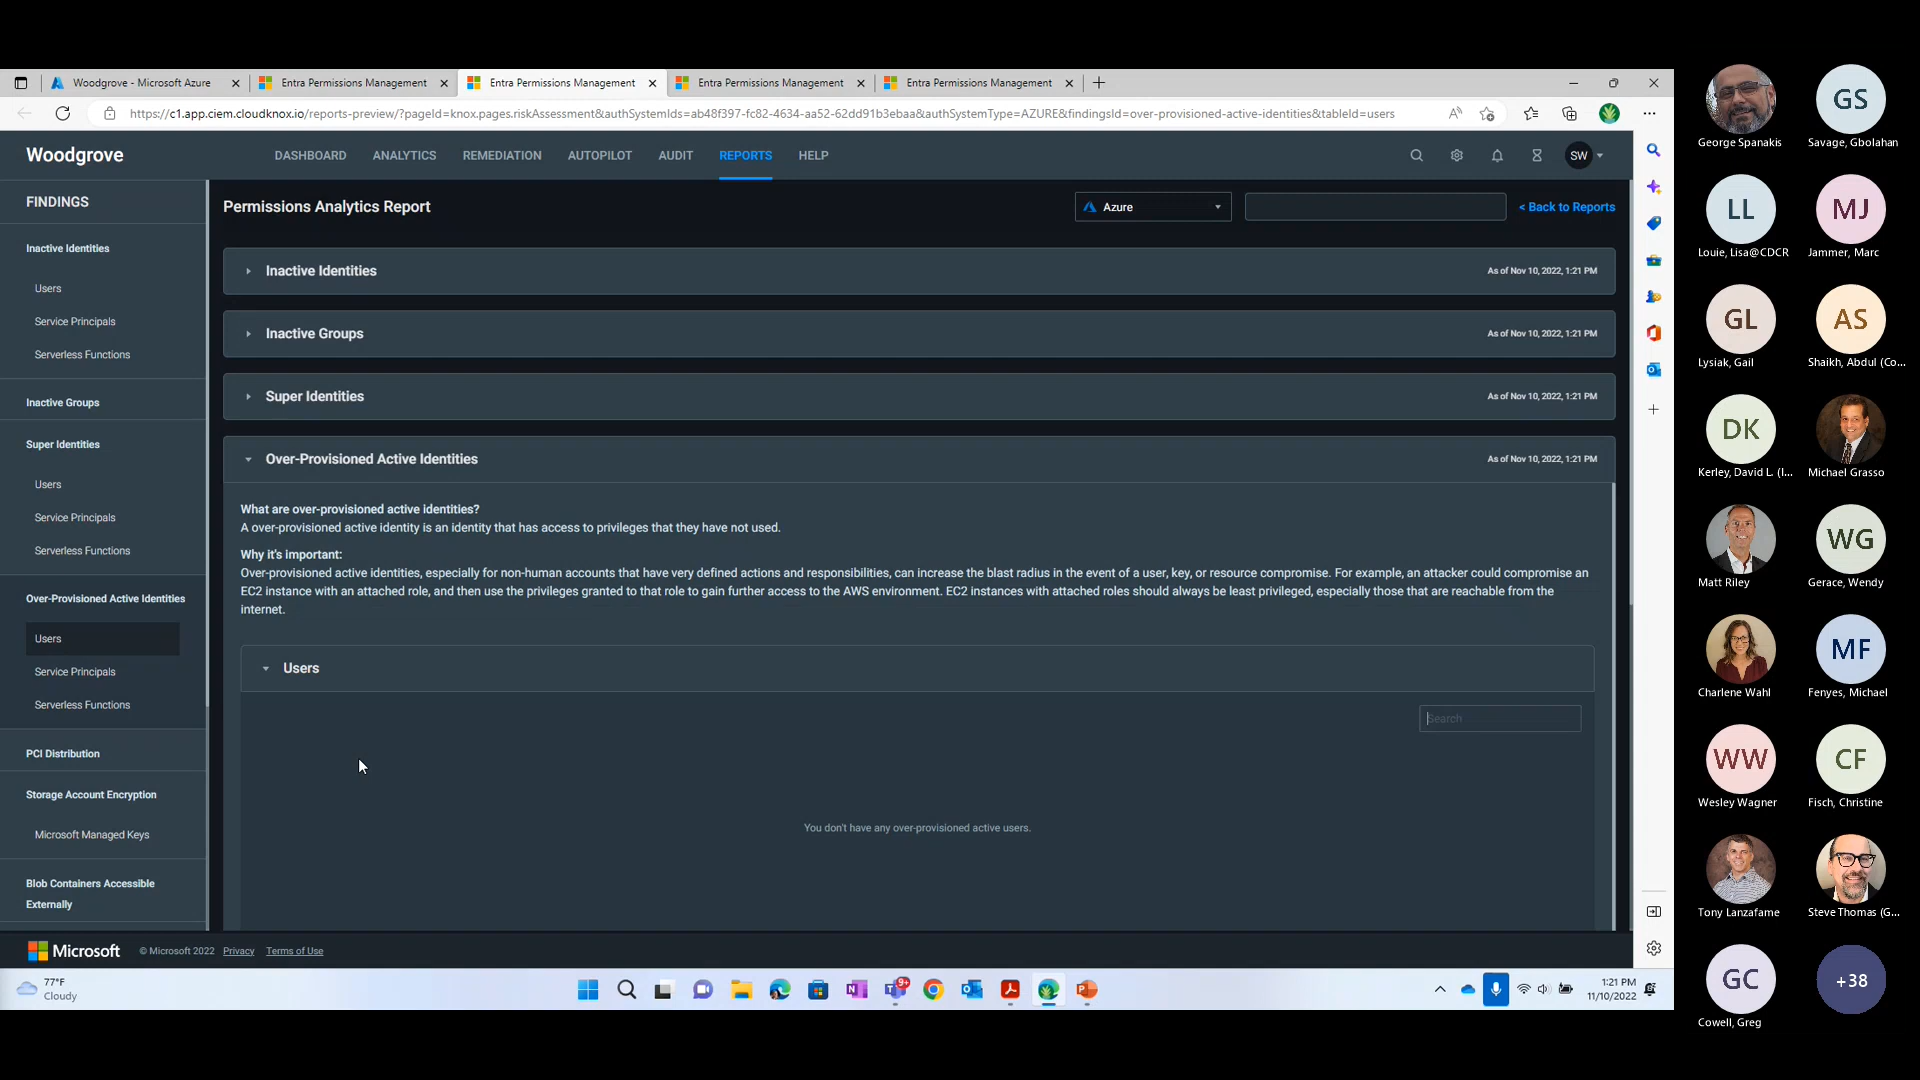 Woodgrove - Microsoft Azure
Entra Permissions Management
Entra Permissions Management
Entra Permissions Management
Entra Permissions Management
https://c1.app.ciem.cloudknox.io/reports-preview/?pageId=knox.pages.riskAssessment&authSystemIds=ab48f397-fc82-4634-aa52-62dd91b3ebaa&authSystemType=AZURE&findingsId=over-provisioned-active-identities&tableId=users
Woodgrove
DASHBOARD
ANALYTICS
REMEDIATION
AUTOPILOT
AUDIT
REPORTS
HELP
SW
FINDINGS
Inactive Identities
Users
Service Principals
Serverless Functions
Inactive Groups
Super Identities
Users
Service Principals
Serverless Functions
Over-Provisioned Active Identities
Users
Service Principals
Serverless Functions
PCI Distribution
Storage Account Encryption
Microsoft Managed Keys
Blob Containers Accessible
Externally
Permissions Analytics Report
Azure
< Back to Reports
Inactive Identities
As of Nov 10, 2022, 1:21 PM
Inactive Groups
As of Nov 10, 2022, 1:21 PM
Super Identities
As of Nov 10, 2022, 1:21 PM
Over-Provisioned Active Identities
As of Nov 10, 2022, 1:21 PM
What are over-provisioned active identities?
A over-provisioned active identity is an identity that has access to privileges that they have not used.
Why it's important:
Over-provisioned active identities, especially for non-human accounts that have very defined actions and responsibilities, can increase the blast radius in the event of a user, key, or resource compromise. For example, an attacker could compromise an
EC2 instance with an attached role, and then use the privileges granted to that role to gain further access to the AWS environment. EC2 instances with attached roles should always be least privileged, especially those that are reachable from the
internet.
Users
Search
You don't have any over-provisioned active users.
Microsoft
© Microsoft 2022
Privacy
Terms of Use
77°F
Cloudy
9+
1:21 PM
11/10/2022
George Spanakis
GS
Savage, Gbolahan
LL
Louie, Lisa@CDCR
MJ
Jammer, Marc
GL
Lysiak, Gail
AS
Shaikh, Abdul (Co...
DK
Kerley, David L. (I...
Michael Grasso
Matt Riley
WG
Gerace, Wendy
Charlene Wahl
MF
Fenyes, Michael
WW
Wesley Wagner
CF
Fisch, Christine
Tony Lanzafame
Steve Thomas (G...
GC
Cowell, Greg
+38